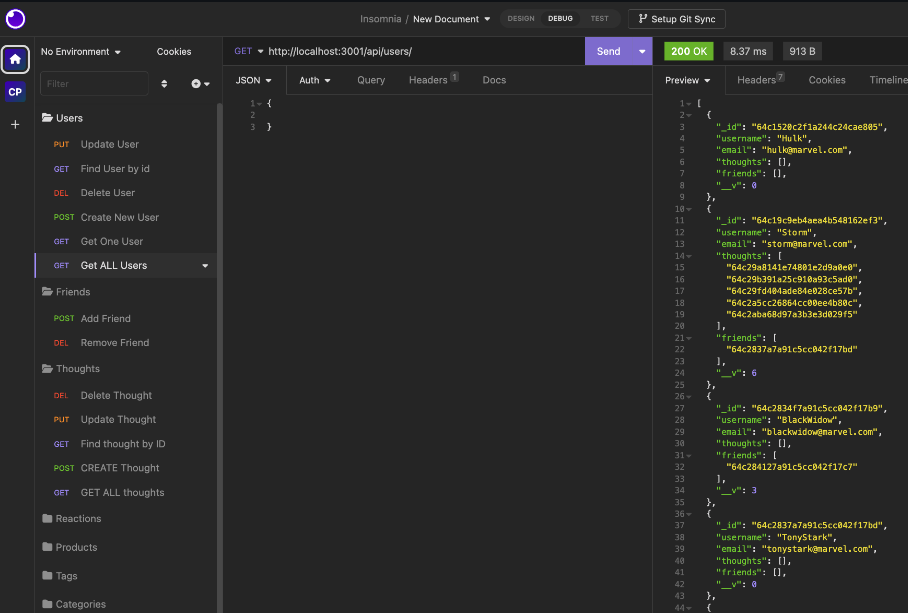 Insomnia / New Document
DESIGN DEBUG TEST
Setup Git Sync
No Environment
Cookies
CP
Filter
Users
PUT Update User
GET Find User by id
DEL Delete User
POST Create New User
GET Get One User
GET Get ALL Users
Friends
POST Add Friend
DEL Remove Friend
Thoughts
DEL Delete Thought
PUT Update Thought
GET Find thought by ID
POST CREATE Thought
GET GET ALL thoughts
Reactions
Products
Tags
Categories
GET http://localhost:3001/api/users/
Send
JSON Auth Query Headers 1 Docs
1 {
2
3 }
200 OK 8.37 ms 913 B
Preview Headers 7 Cookies Timeline
1 [
2 {
3 "_id": "64c1520c2f1a244c24cae805",
4 "username": "Hulk",
5 "email": "hulk@marvel.com",
6 "thoughts": [],
7 "friends": [],
8 "__v": 0
9 },
10 {
11 "_id": "64c19c9eb4aea4b548162ef3",
12 "username": "Storm",
13 "email": "storm@marvel.com",
14 "thoughts": [
15 "64c29a8141e74801e2d9a0e0",
16 "64c29b391a25c910a93c5ad0",
17 "64c29fd404ade84e028ce57b",
18 "64c2a5cc26864cc00ee4b80c",
19 "64c2aba68d97a3b3e3d029f5"
20 ],
21 "friends": [
22 "64c2837a7a91c5cc042f17bd"
23 ],
24 "__v": 6
25 },
26 {
27 "_id": "64c2834f7a91c5cc042f17b9",
28 "username": "BlackWidow",
29 "email": "blackwidow@marvel.com",
30 "thoughts": [],
31 "friends": [
32 "64c284127a91c5cc042f17c7"
33 ],
34 "__v": 3
35 },
36 {
37 "_id": "64c2837a7a91c5cc042f17bd",
38 "username": "TonyStark",
39 "email": "tonystark@marvel.com",
40 "thoughts": [],
41 "friends": [],
42 "__v": 0
43 },
44 {